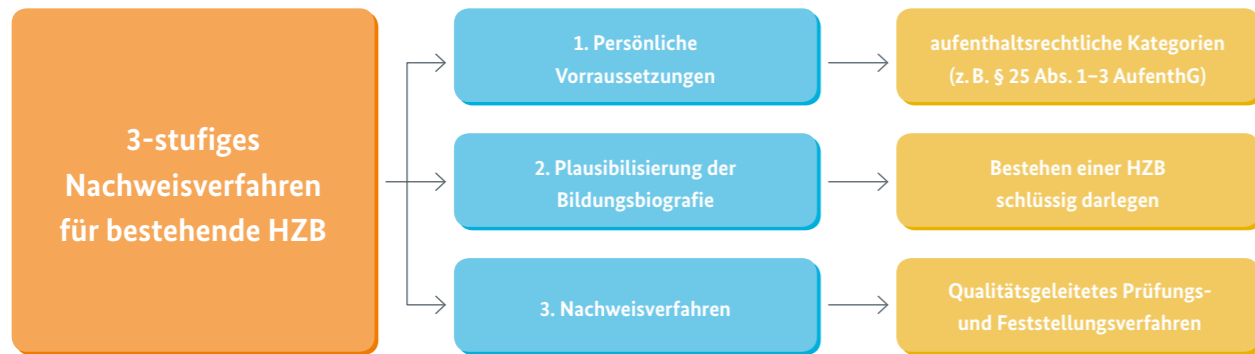 3-stufiges
Nachweisverfahren
für bestehende HZB
1. Persönliche
Vorraussetzungen
aufenthaltsrechtliche Kategorien
(z. B. § 25 Abs. 1–3 AufenthG)
2. Plausibilisierung der
Bildungsbiografie
Bestehen einer HZB
schlüssig darlegen
3. Nachweisverfahren
Qualitätsgeleitetes Prüfungs-
und Feststellungsverfahren